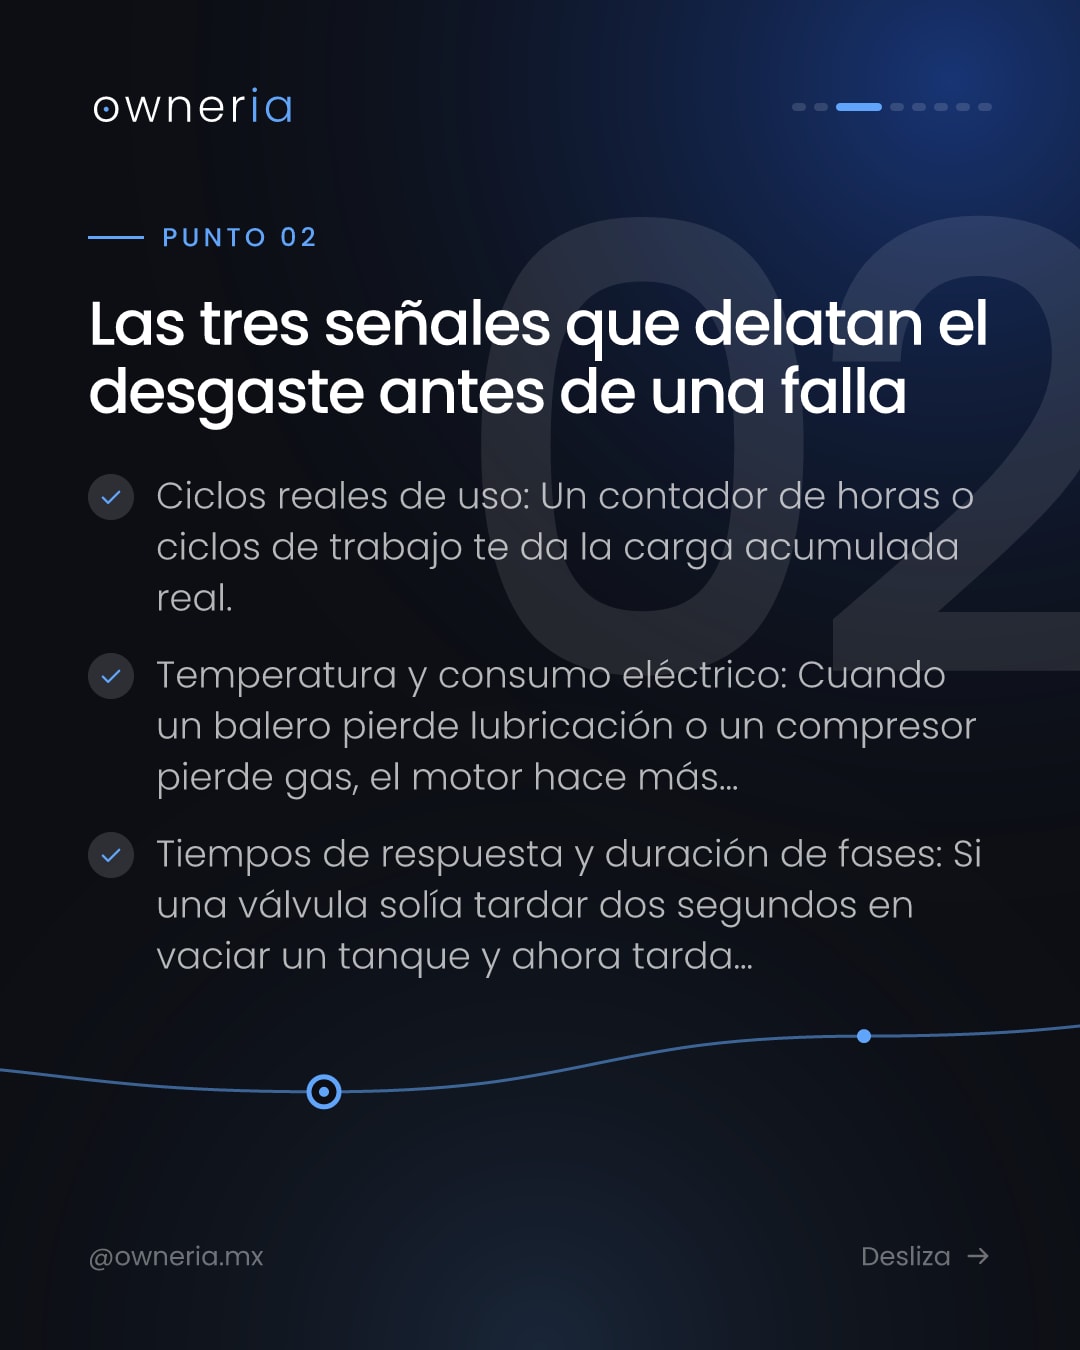 owneria
PUNTO 02
02
Las tres señales que delatan el
desgaste antes de una falla
Ciclos reales de uso: Un contador de horas o
ciclos de trabajo te da la carga acumulada
real.
Temperatura y consumo eléctrico: Cuando
un balero pierde lubricación o un compresor
pierde gas, el motor hace más...
Tiempos de respuesta y duración de fases: Si
una válvula solía tardar dos segundos en
vaciar un tanque y ahora tarda...
@owneria.mx
Desliza →